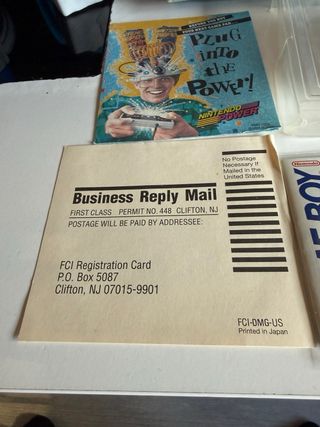 Plug
into
the
Power!
NINTENDO
POWER
No Postage
Necessary If
Mailed in the
United States
Business Reply Mail
FIRST CLASS PERMIT NO. 448 CLIFTON, NJ
POSTAGE WILL BE PAID BY ADDRESSEE:
FCI Registration Card
P.O. Box 5087
Clifton, NJ 07015-9901
FCI-DMG-US
Printed in Japan
Nintendo
BOY